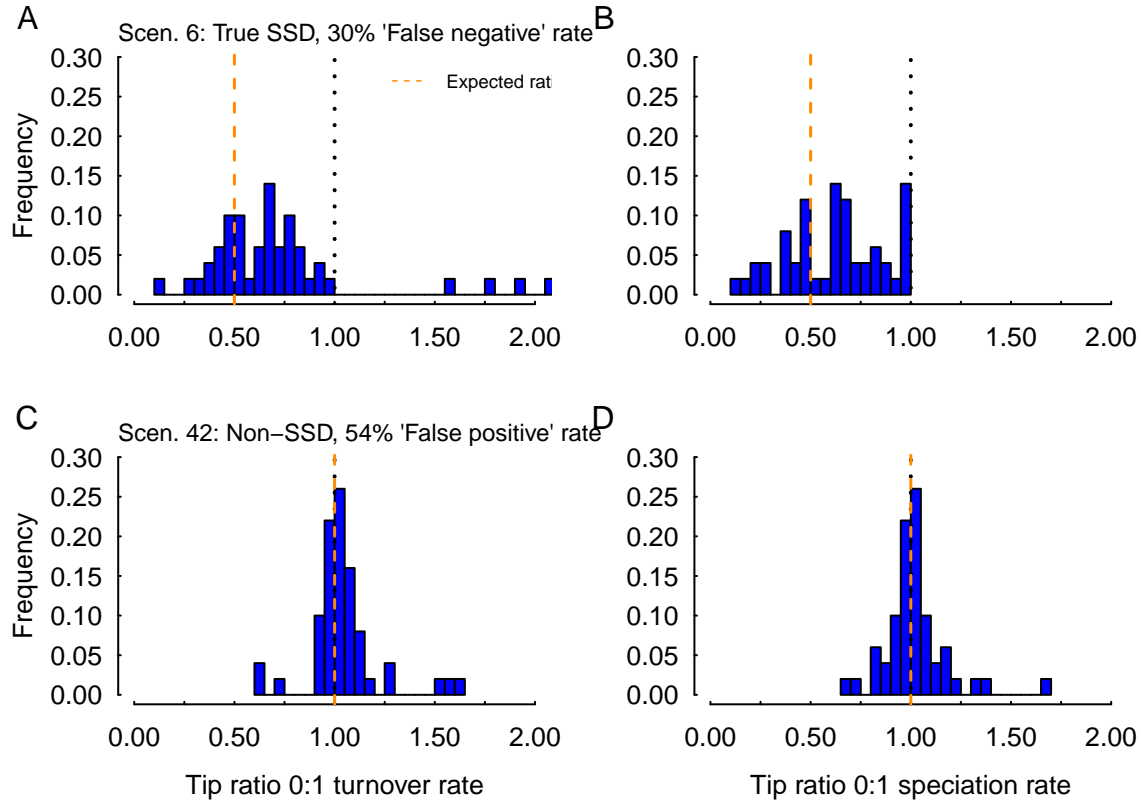 A
Scen. 6: True SSD, 30% 'False negative' rate
B
0.30
0.25
0.20
0.15
0.10
0.05
0.00
Frequency
Expected rati
0.00 0.50 1.00 1.50 2.00
0.30
0.25
0.20
0.15
0.10
0.05
0.00
0.00 0.50 1.00 1.50 2.00
C
Scen. 42: Non−SSD, 54% 'False positive' rate
D
0.30
0.25
0.20
0.15
0.10
0.05
0.00
Frequency
0.00 0.50 1.00 1.50 2.00
Tip ratio 0:1 turnover rate
0.30
0.25
0.20
0.15
0.10
0.05
0.00
0.00 0.50 1.00 1.50 2.00
Tip ratio 0:1 speciation rate